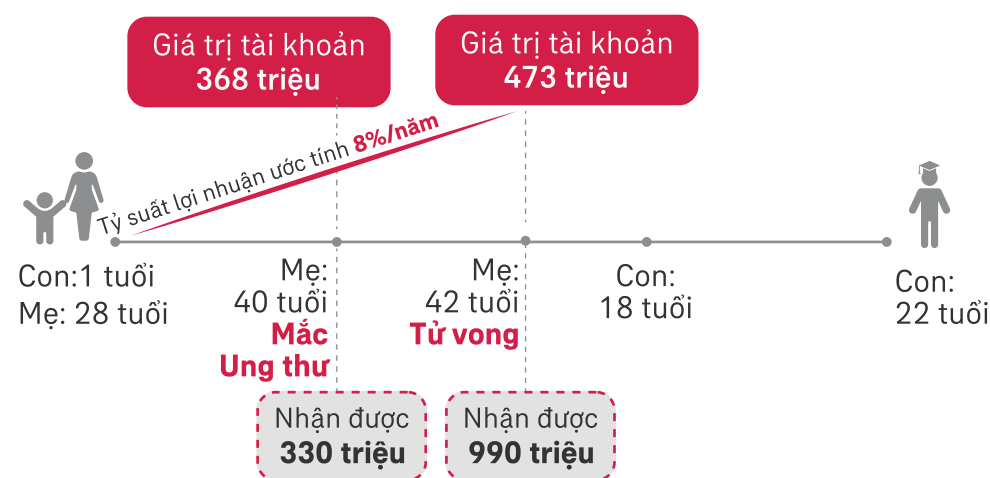 Giá trị tài khoản
368 triệu
Giá trị tài khoản
473 triệu
Tỷ suất lợi nhuận ước tính 8%/năm
Con:1 tuổi
Mẹ: 28 tuổi
Mẹ:
40 tuổi
Mắc
Ung thư
Mẹ:
42 tuổi
Tử vong
Con:
18 tuổi
Con:
22 tuổi
Nhận được
330 triệu
Nhận được
990 triệu